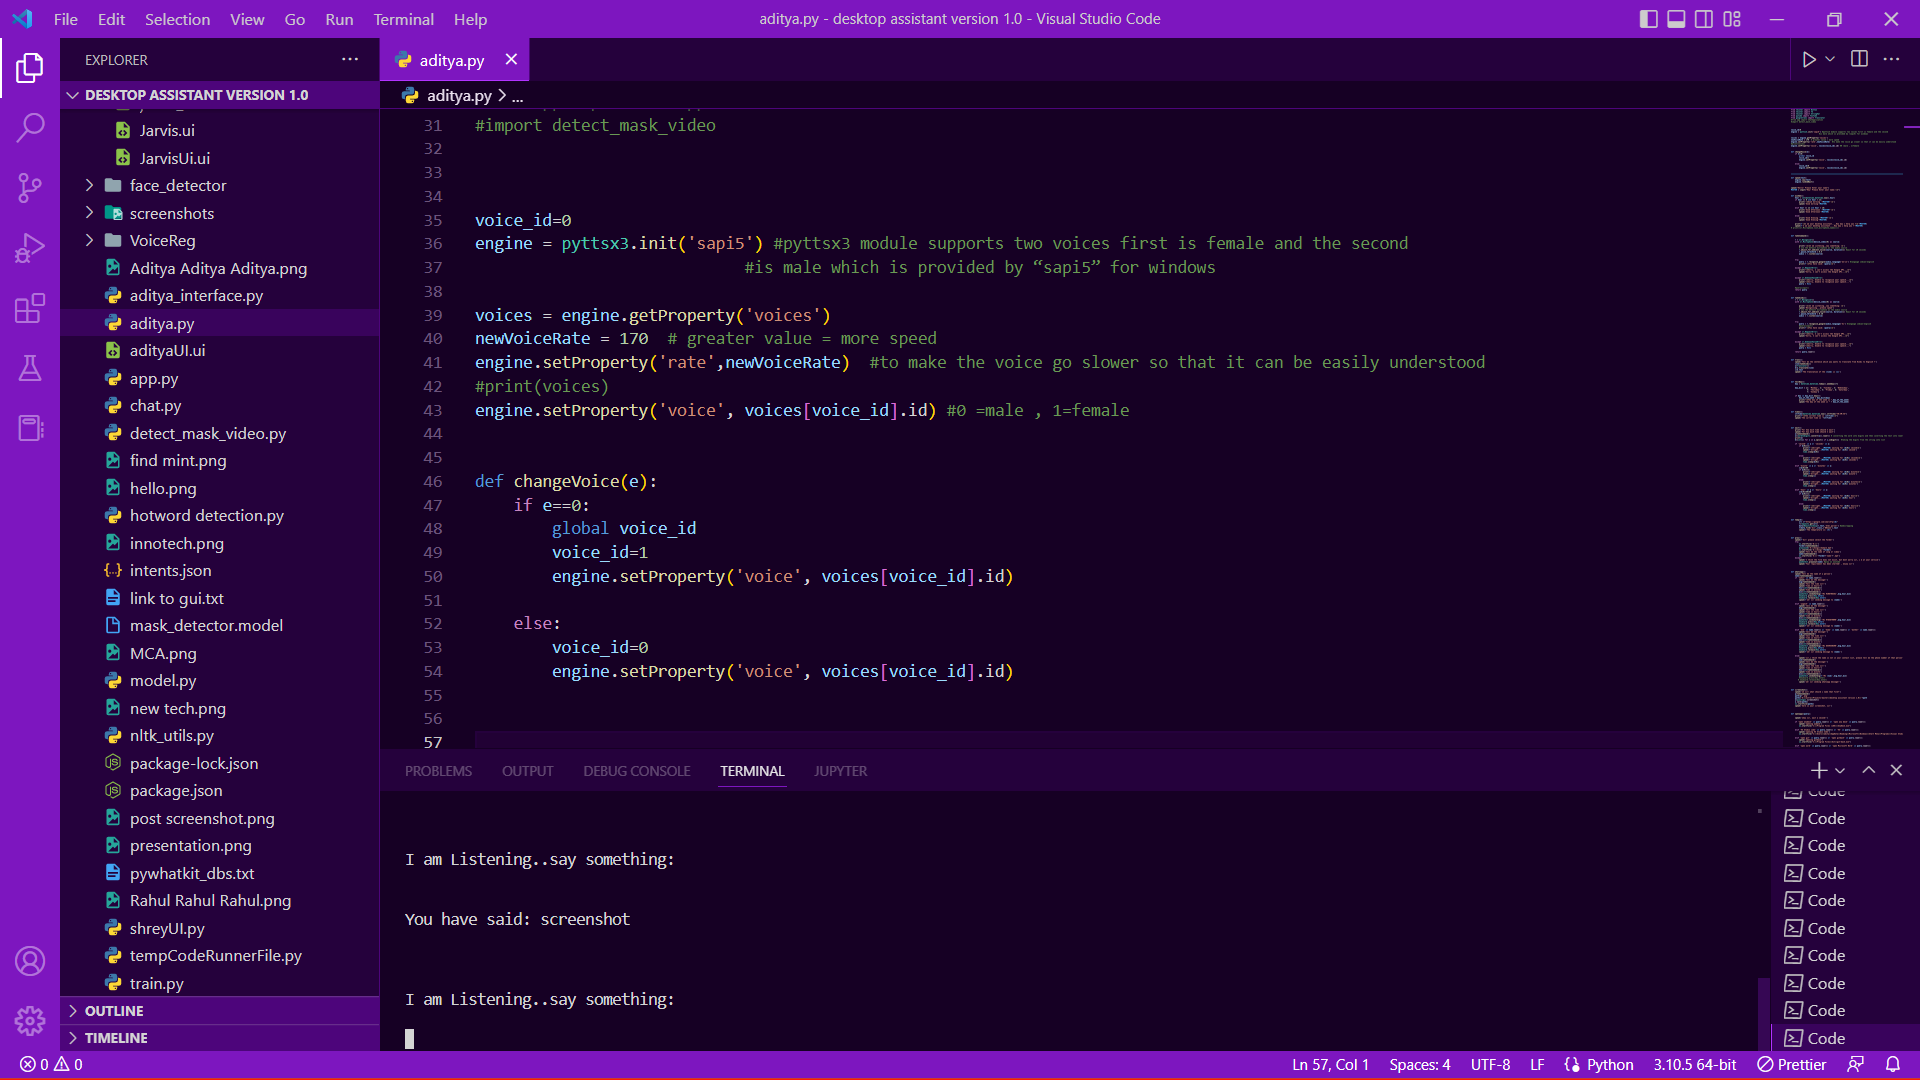 File Edit Selection View Go Run Terminal Help
aditya.py - desktop assistant version 1.0 - Visual Studio Code
EXPLORER
DESKTOP ASSISTANT VERSION 1.0
Jarvis.ui
JarvisUi.ui
face_detector
screenshots
VoiceReg
Aditya Aditya Aditya.png
aditya_interface.py
aditya.py
adityaUI.ui
app.py
chat.py
detect_mask_video.py
find mint.png
hello.png
hotword detection.py
innotech.png
intents.json
link to gui.txt
mask_detector.model
MCA.png
model.py
new tech.png
nltk_utils.py
package-lock.json
package.json
post screenshot.png
presentation.png
pywhatkit_dbs.txt
Rahul Rahul Rahul.png
shreyUI.py
tempCodeRunnerFile.py
train.py
OUTLINE
TIMELINE
aditya.py
aditya.py > ...
31 #import detect_mask_video
32
33
34
35 voice_id=0
36 engine = pyttsx3.init('sapi5') #pyttsx3 module supports two voices first is female and the second
37 #is male which is provided by “sapi5” for windows
38
39 voices = engine.getProperty('voices')
40 newVoiceRate = 170 # greater value = more speed
41 engine.setProperty('rate',newVoiceRate) #to make the voice go slower so that it can be easily understood
42 #print(voices)
43 engine.setProperty('voice', voices[voice_id].id) #0 =male , 1=female
44
45
46 def changeVoice(e):
47 if e==0:
48 global voice_id
49 voice_id=1
50 engine.setProperty('voice', voices[voice_id].id)
51
52 else:
53 voice_id=0
54 engine.setProperty('voice', voices[voice_id].id)
55
56
57
PROBLEMS OUTPUT DEBUG CONSOLE TERMINAL JUPYTER
I am Listening..say something:
You have said: screenshot
I am Listening..say something:
Code
Code
Code
Code
Code
Code
Code
Code
Code
Code
0 0
Ln 57, Col 1 Spaces: 4 UTF-8 LF Python 3.10.5 64-bit Prettier